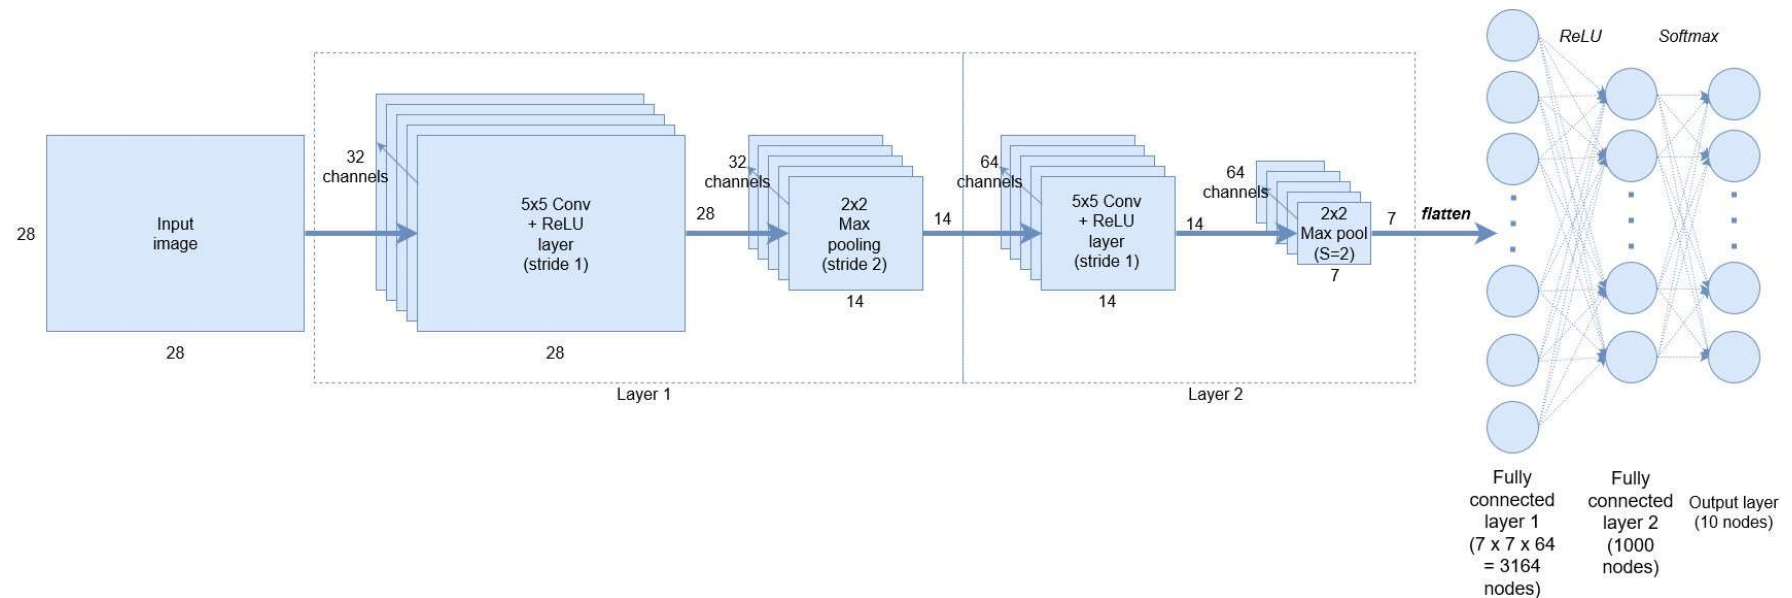 28
Input
image
28
32
channels
5x5 Conv
+ ReLU
layer
(stride 1)
28
28
32
channels
2x2
Max
pooling
(stride 2)
14
14
Layer 1
64
channels
5x5 Conv
+ ReLU
layer
(stride 1)
14
14
64
channels
2x2
Max pool
(S=2)
7
7
Layer 2
flatten
ReLU
Softmax
Fully
connected
layer 1
(7 x 7 x 64
= 3164
nodes)
Fully
connected
layer 2
(1000
nodes)
Output layer
(10 nodes)